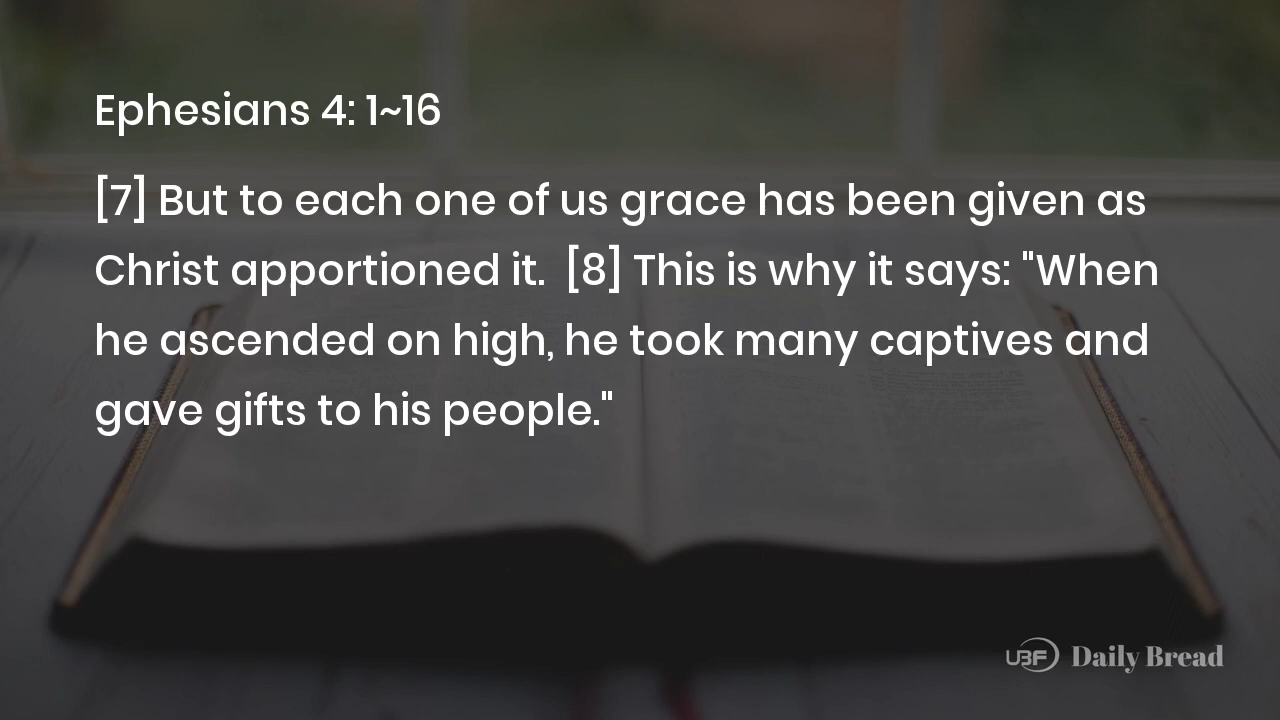 Ephesians 4: 1~16
[7] But to each one of us grace has been given as
Christ apportioned it.  [8] This is why it says: "When
he ascended on high, he took many captives and
gave gifts to his people."
UBF Daily Bread